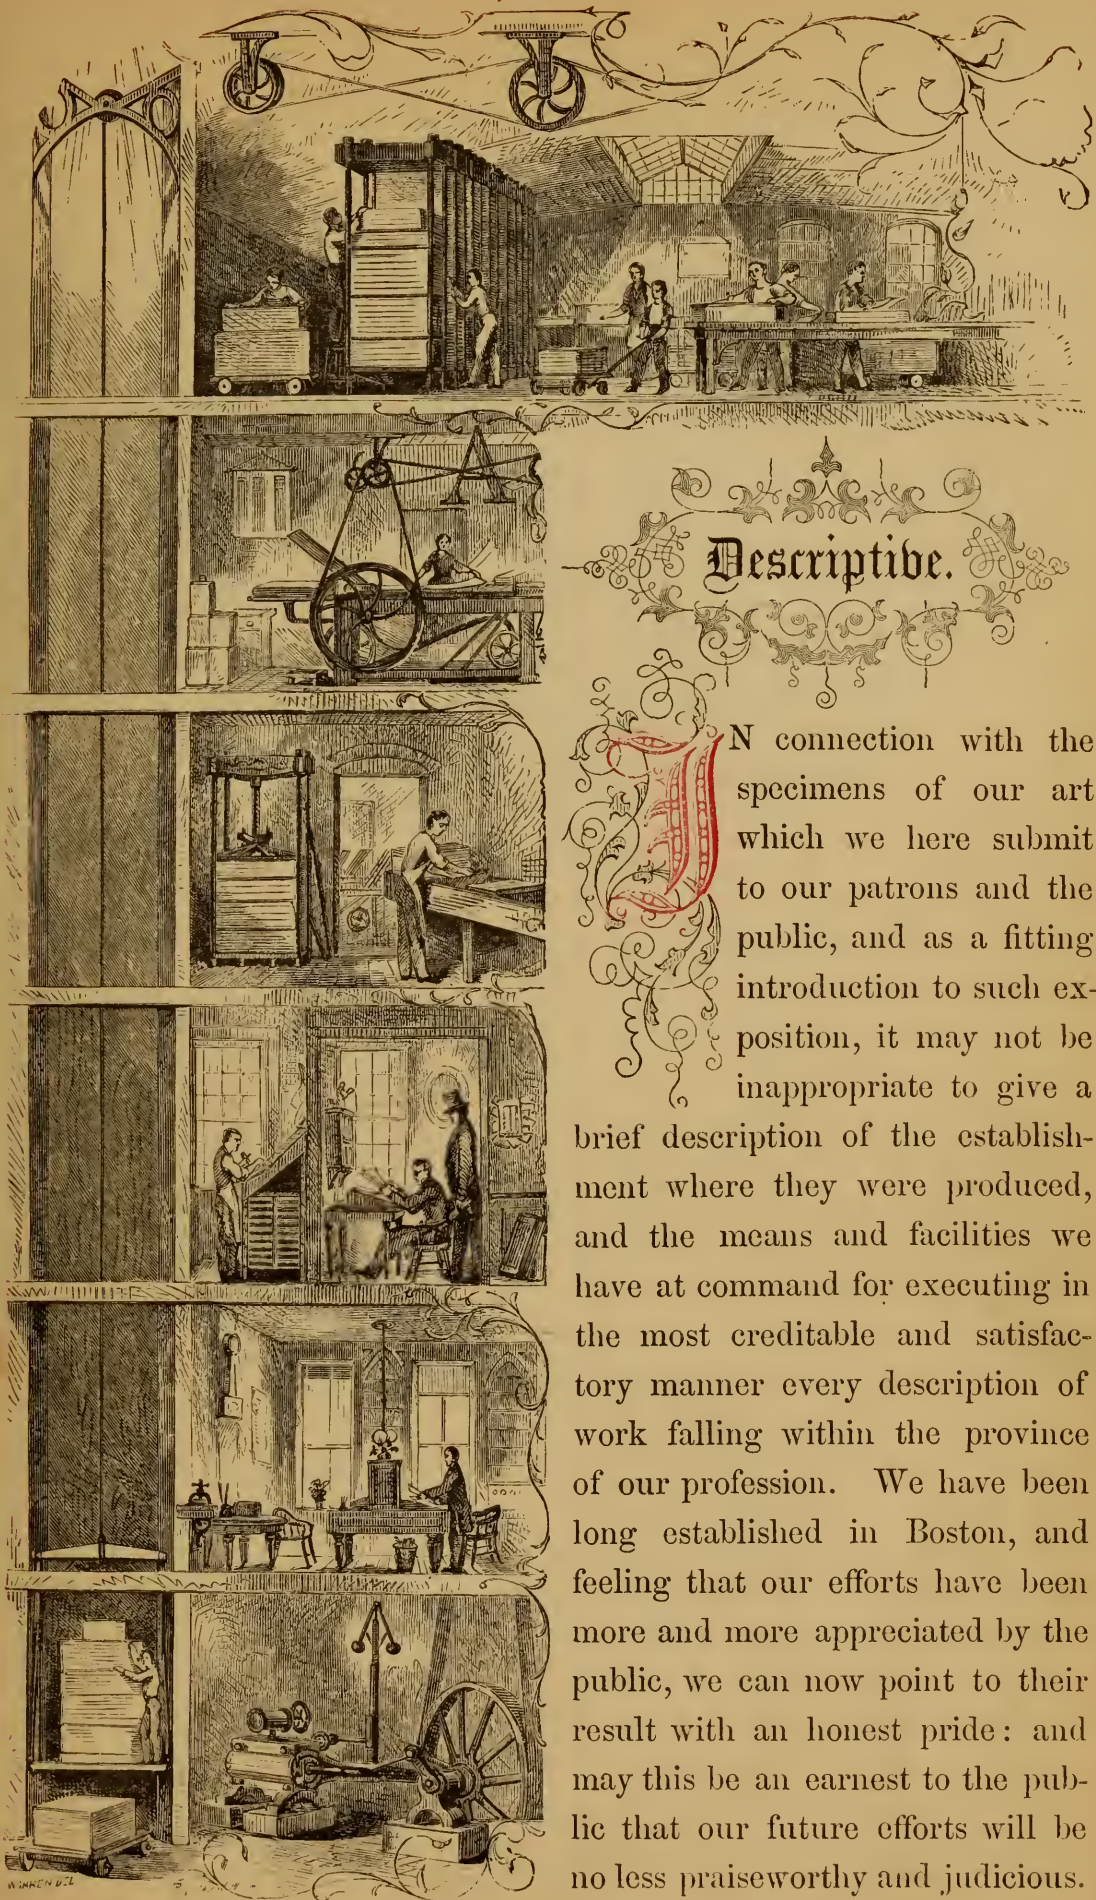 Descriptive.
IN connection with the
specimens of our art
which we here submit
to our patrons and the
public, and as a fitting
introduction to such ex-
position, it may not be
inappropriate to give a
brief description of the establish-
ment where they were produced,
and the means and facilities we
have at command for executing in
the most creditable and satisfac-
tory manner every description of
work falling within the province
of our profession. We have been
long established in Boston, and
feeling that our efforts have been
more and more appreciated by the
public, we can now point to their
result with an honest pride: and
may this be an earnest to the pub-
lic that our future efforts will be
no less praiseworthy and judicious.